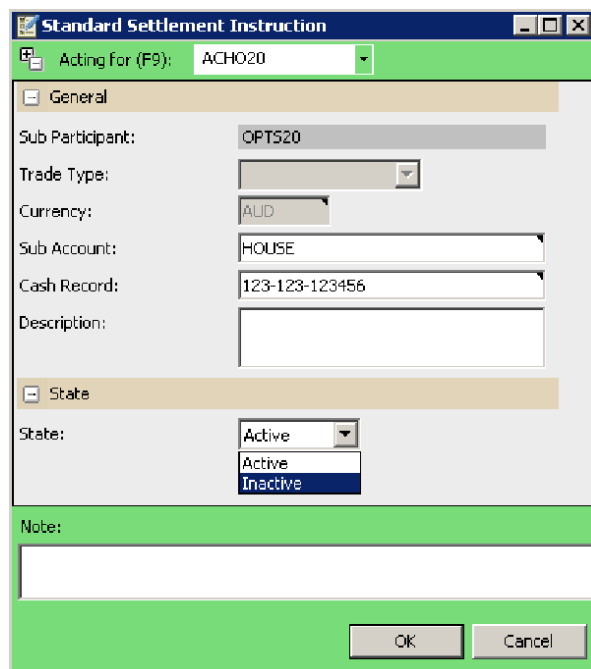 Standard Settlement Instruction
Acting for (F9): ACHO20
General
Sub Participant: OPTS20
Trade Type:
Currency: AUD
Sub Account: HOUSE
Cash Record: 123-123-123456
Description:
State
State: Active
Active
Inactive
Note:
OK Cancel